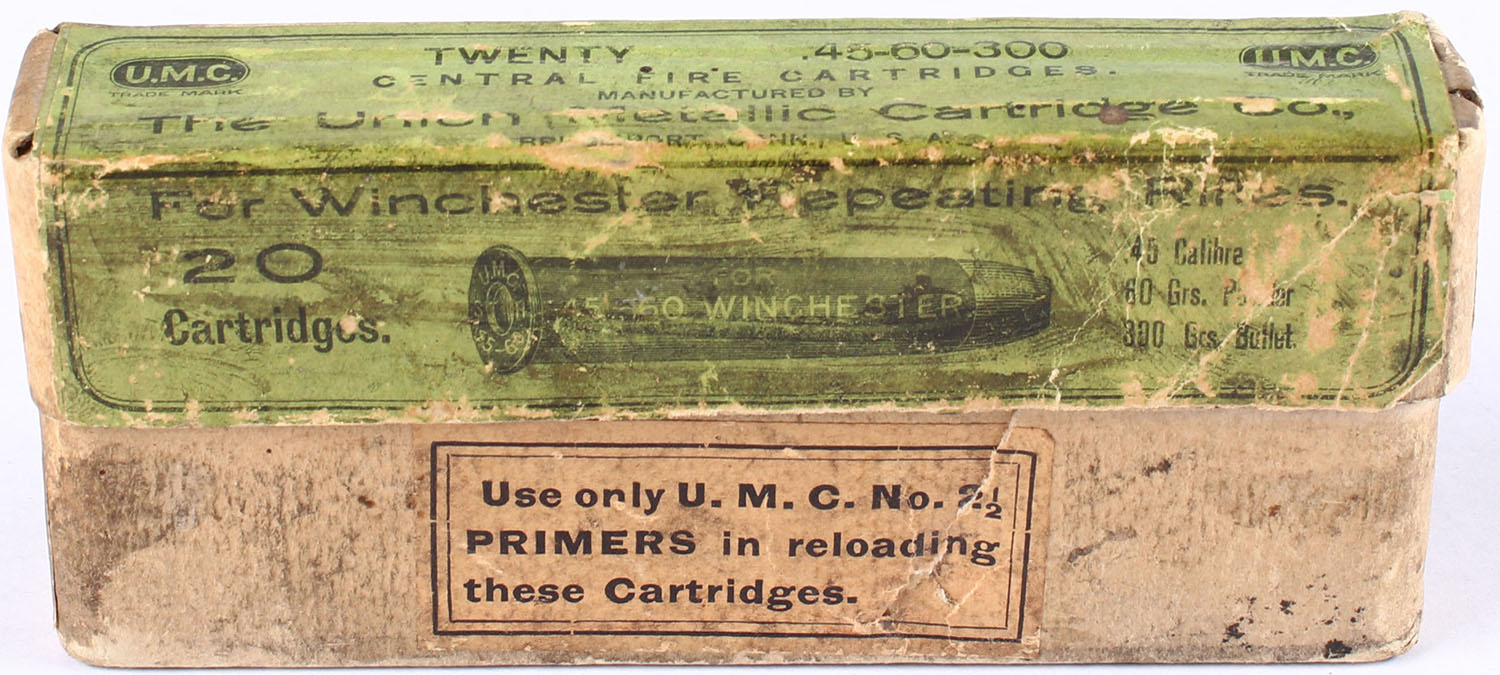 U.M.C.
TRADE MARK
TWENTY .45-60-300
CENTRAL FIRE CARTRIDGES.
MANUFACTURED BY
The Union Metallic Cartridge Co.,
BRIDGEPORT, CONN., U. S. A.
U.M.C.
TRADE MARK
For Winchester Repeating Rifles.
20
Cartridges.
U.M.C.
FOR
45-60 WINCHESTER
.45 Calibre
60 Grs. Powder
300 Grs. Bullet.
Use only U. M. C. No. 2½
PRIMERS in reloading
these Cartridges.